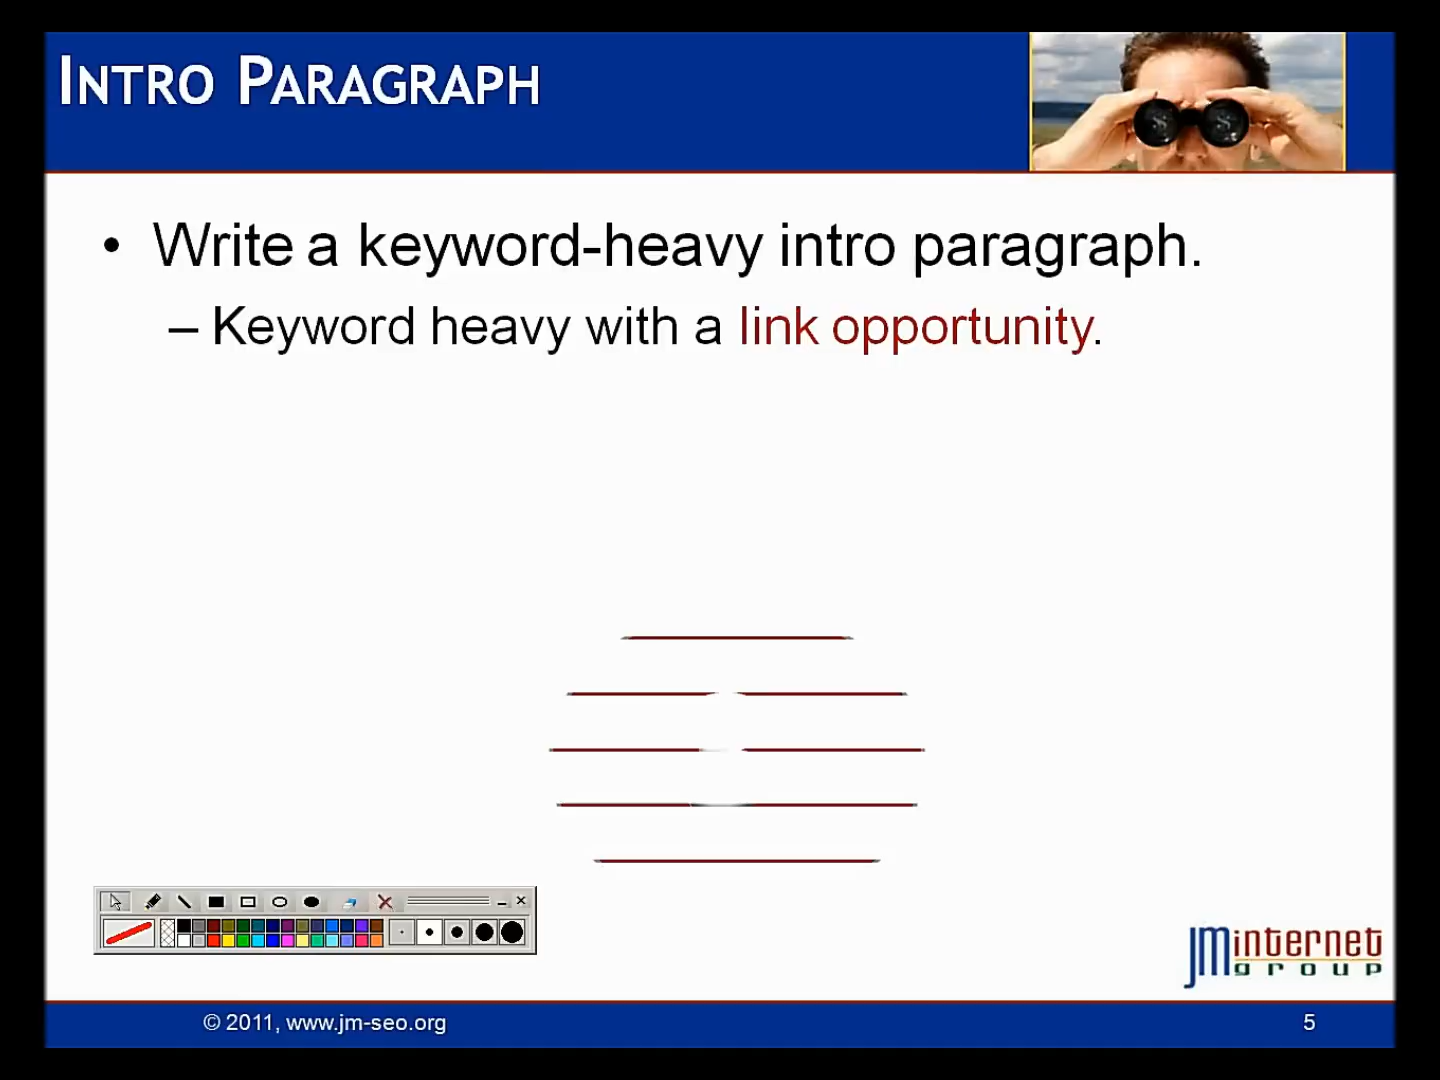 INTRO PARAGRAPH
• Write a keyword-heavy intro paragraph.
– Keyword heavy with a link opportunity.
JMinternet
group
© 2011, www.jm-seo.org
5